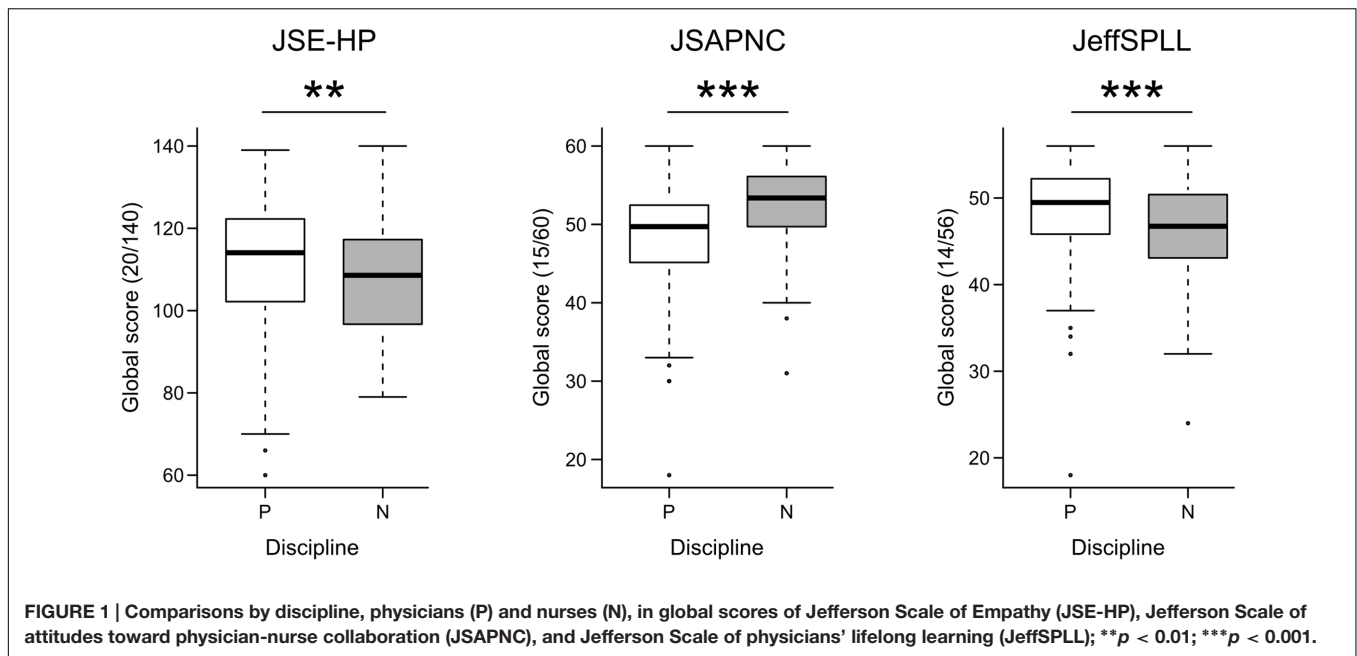 JSE-HP
**
Global score (20/140)
140
120
100
80
60
P N
Discipline
JSAPNC
***
Global score (15/60)
60
50
40
30
20
P N
Discipline
JeffSPLL
***
Global score (14/56)
50
40
30
20
P N
Discipline
FIGURE 1 | Comparisons by discipline, physicians (P) and nurses (N), in global scores of Jefferson Scale of Empathy (JSE-HP), Jefferson Scale of
attitudes toward physician-nurse collaboration (JSAPNC), and Jefferson Scale of physicians’ lifelong learning (JeffSPLL); **p < 0.01; ***p < 0.001.